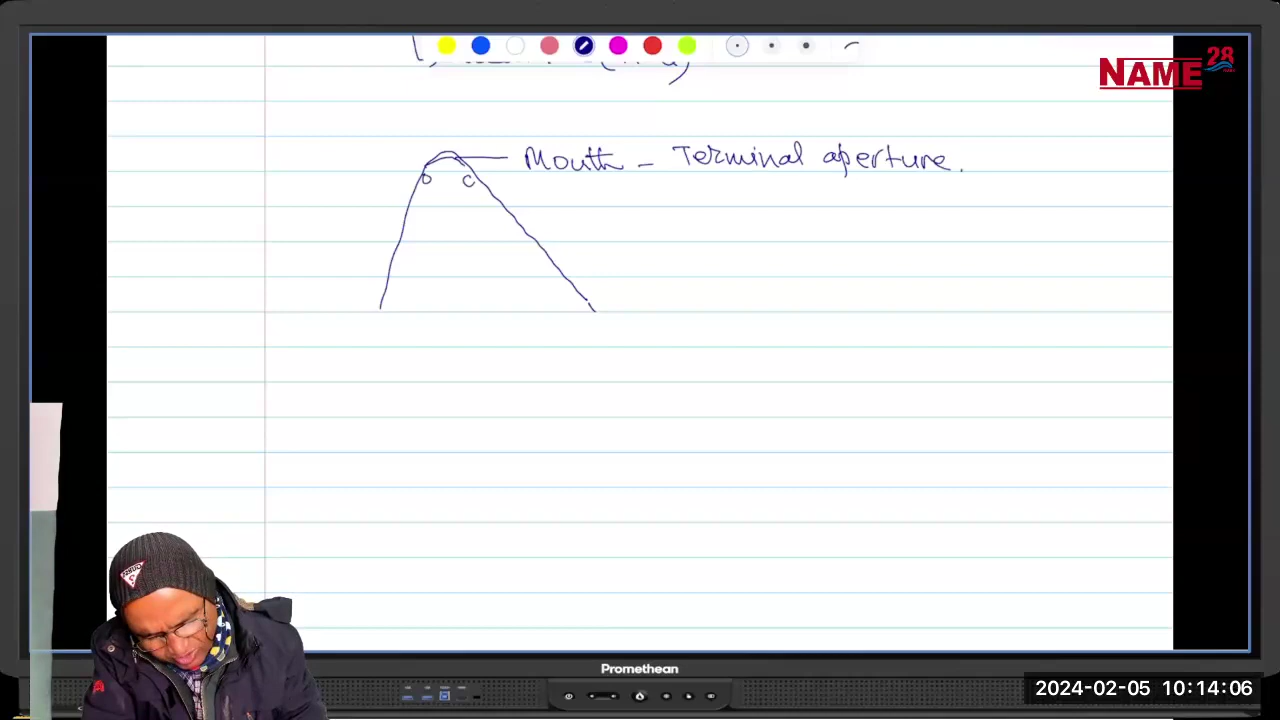 NAME 28
Mouth - Terminal aperture.
Promethean
2024-02-05 10:14:06